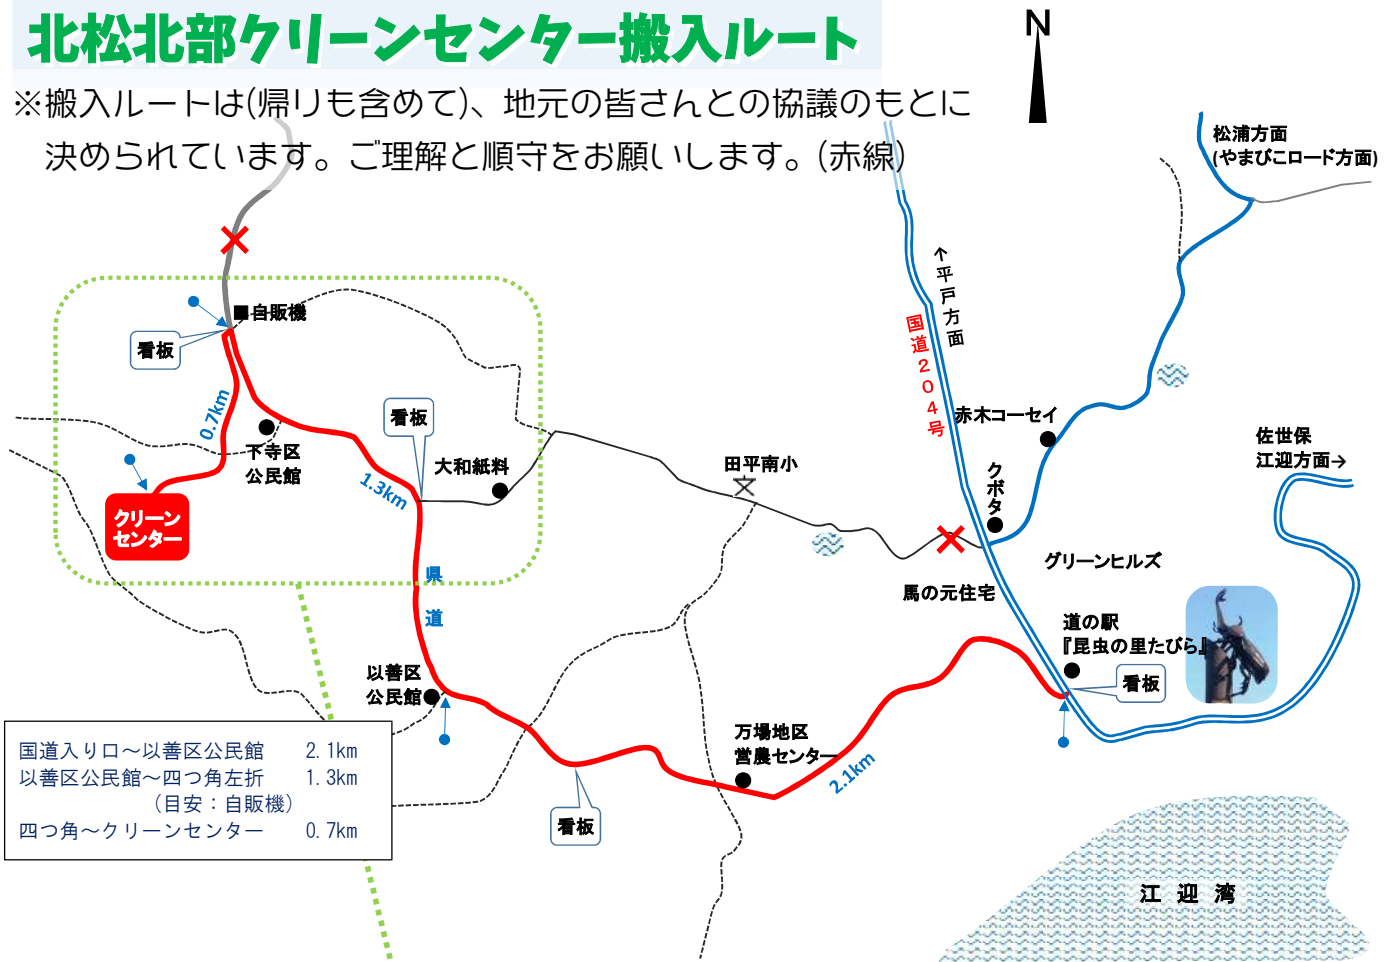 北松北部クリーンセンター搬入ルート
※搬入ルートは(帰りも含めて)、地元の皆さんとの協議のもとに
決められています。ご理解と順守をお願いします。(赤線)
N
松浦方面
(やまびこロード方面)
↑平戸方面
国道204号
■自販機
看板
0.7km
下寺区
公民館
看板
大和紙料
1.3km
クリーン
センター
田平南小
赤木コーセイ
クボタ
佐世保
江迎方面→
グリーンヒルズ
馬の元住宅
県道
道の駅
『昆虫の里たびら』
看板
以善区
公民館
万場地区
営農センター
2.1km
看板
国道入り口～以善区公民館 2.1km
以善区公民館～四つ角左折 1.3km
(目安：自販機)
四つ角～クリーンセンター 0.7km
江迎湾